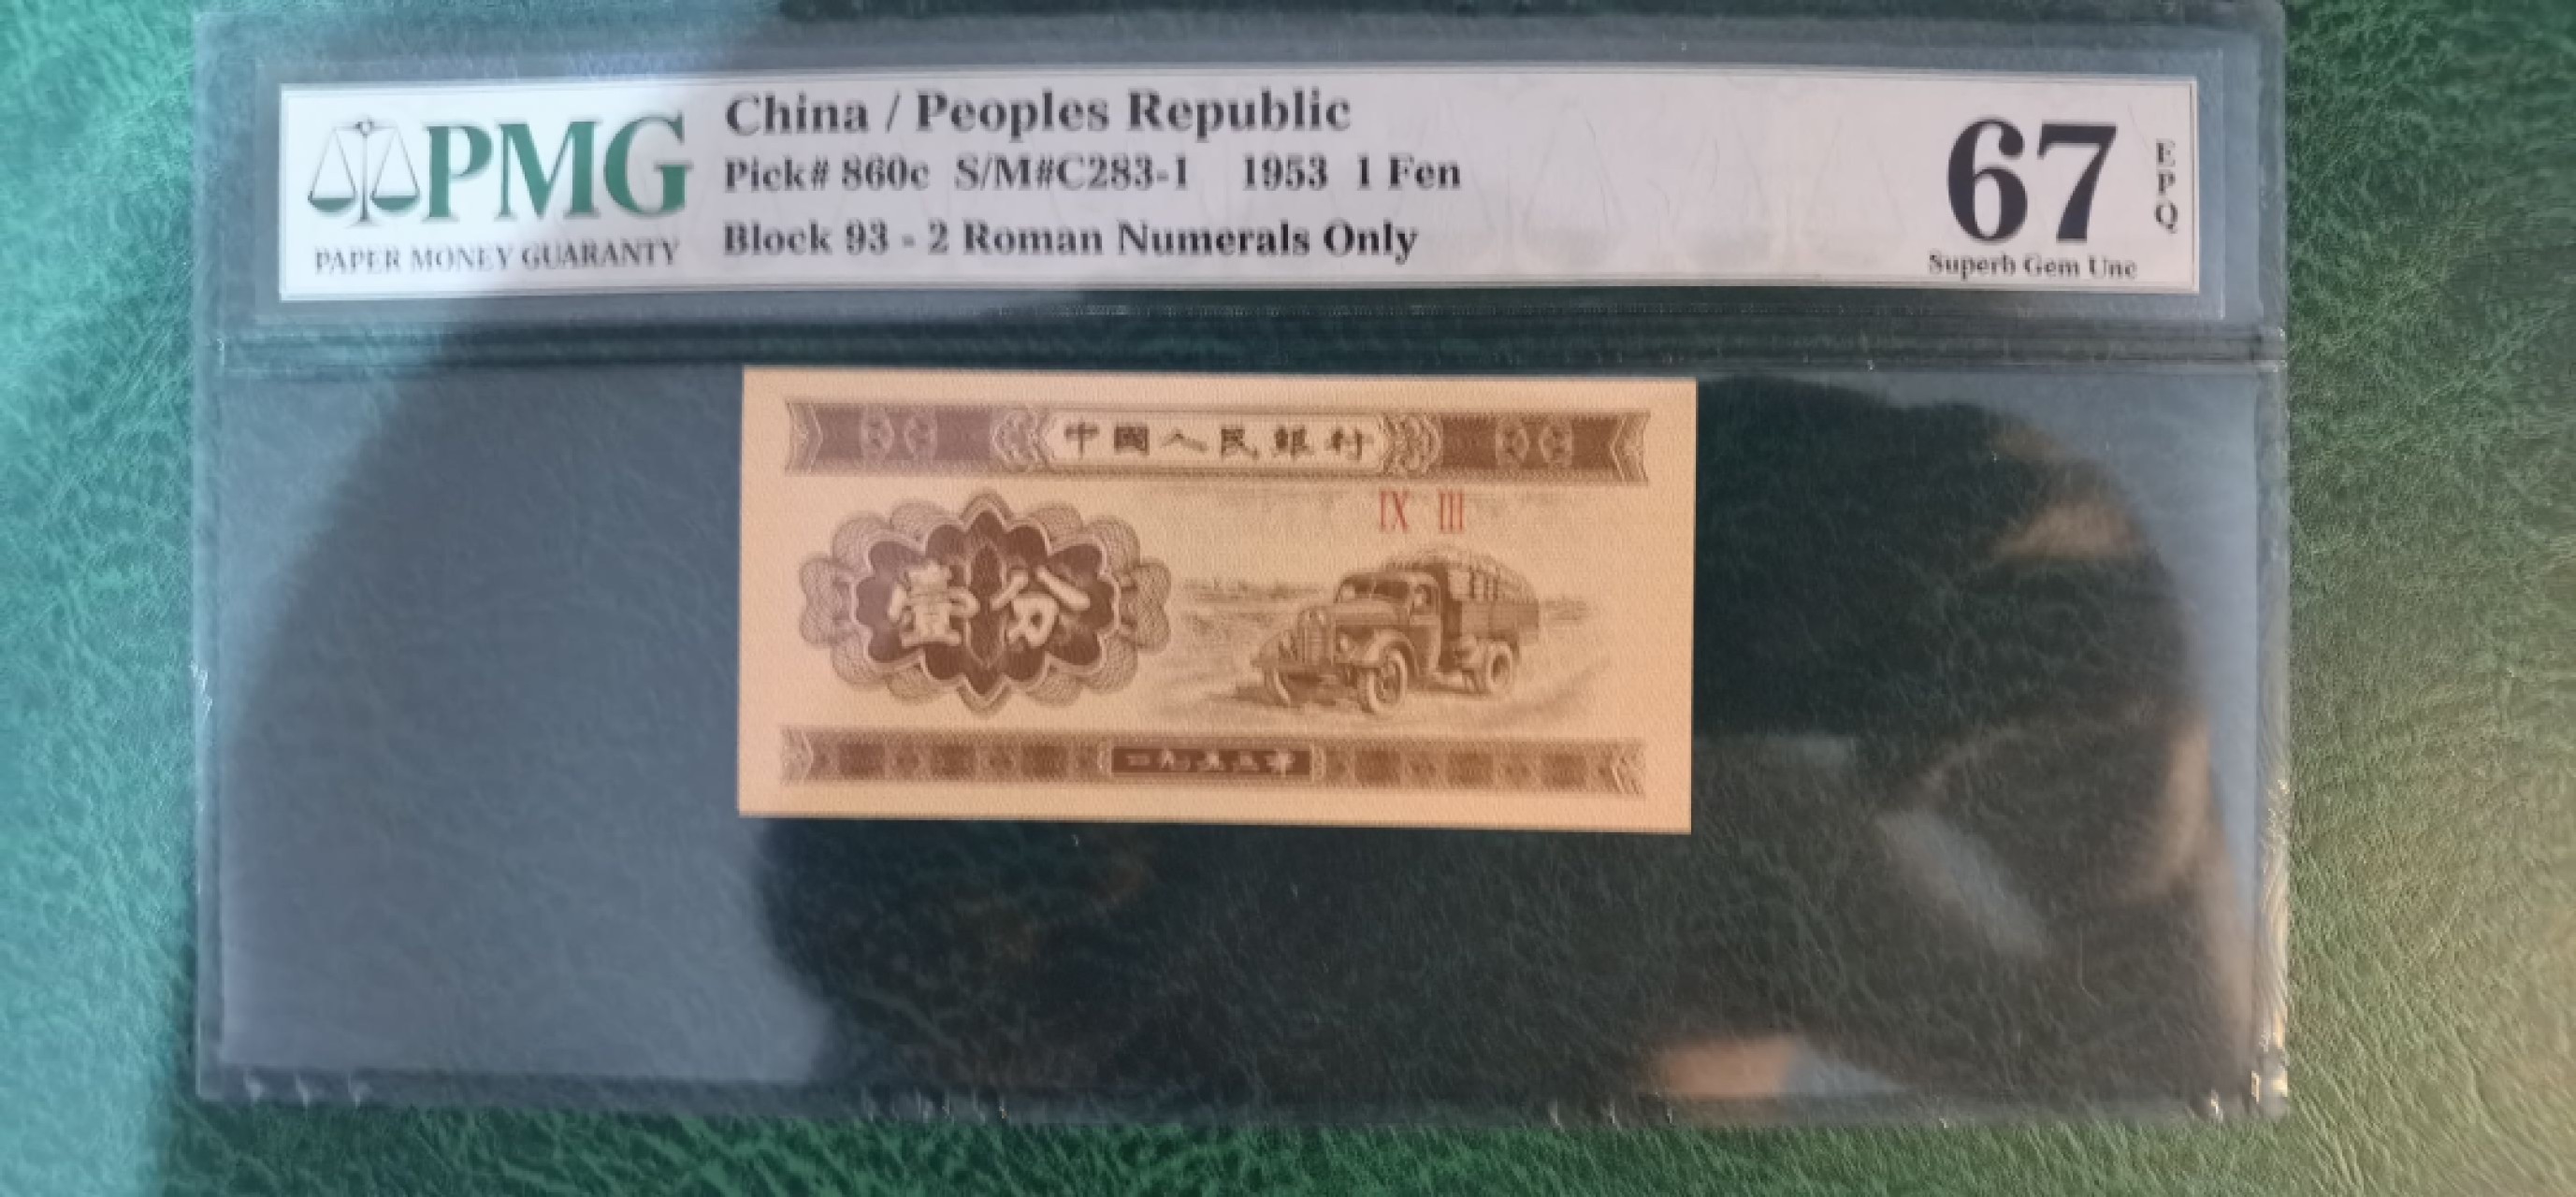 PMG
PAPER MONEY GUARANTY
China / Peoples Republic
Pick# 860c S/M#C283-1 1953 1 Fen
Block 93 - 2 Roman Numerals Only
67
EPQ
Superb Gem Unc
中國人民銀行
IX III
壹分
一九五三年